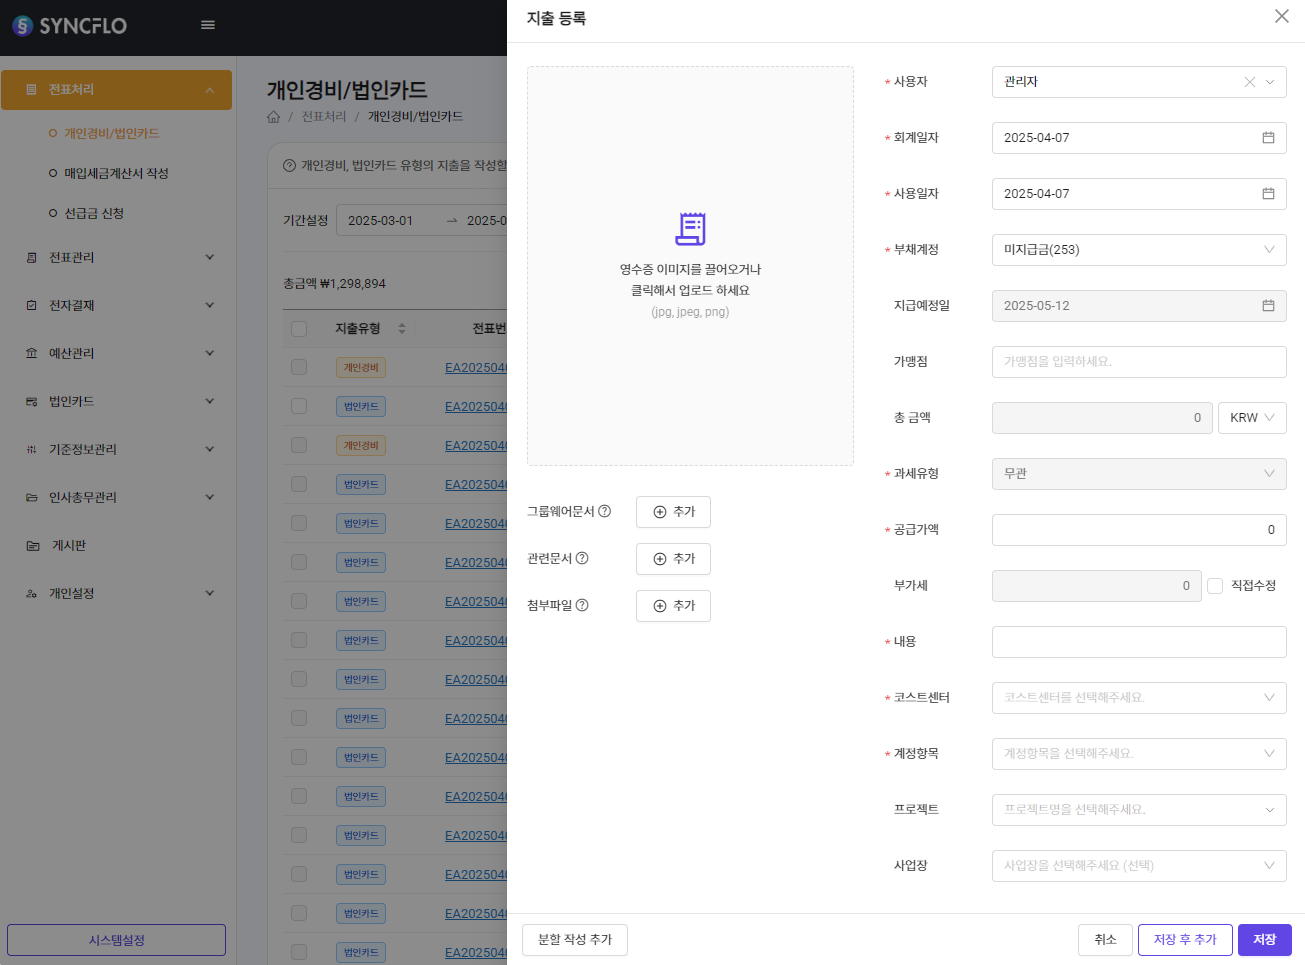 SYNCFLO
전표처리
개인경비/법인카드
매입세금계산서 작성
선급금 신청
전표관리
전자결재
예산관리
법인카드
기준정보관리
인사총무관리
게시판
개인설정
시스템설정
개인경비/법인카드
/ 전표처리 / 개인경비/법인카드
개인경비, 법인카드 유형의 지출을 작성할
기간설정 2025-03-01 → 2025-0
총금액 ₩1,298,894
지출유형 전표번
개인경비 EA202504
법인카드 EA202504
개인경비 EA202504
법인카드 EA202504
법인카드 EA202504
법인카드 EA202504
법인카드 EA202504
법인카드 EA202504
법인카드 EA202504
법인카드 EA202504
법인카드 EA202504
법인카드 EA202504
법인카드 EA202504
법인카드 EA202504
법인카드 EA202504
법인카드 EA202504
지출 등록
영수증 이미지를 끌어오거나
클릭해서 업로드 하세요
(jpg, jpeg, png)
그룹웨어문서 추가
관련문서 추가
첨부파일 추가
* 사용자 관리자
* 회계일자 2025-04-07
* 사용일자 2025-04-07
* 부채계정 미지급금(253)
지급예정일 2025-05-12
가맹점 가맹점을 입력하세요.
총 금액 0 KRW
* 과세유형 무관
* 공급가액 0
부가세 0 직접수정
* 내용
* 코스트센터 코스트센터를 선택해주세요.
* 계정항목 계정항목을 선택해주세요.
프로젝트 프로젝트명을 선택해주세요.
사업장 사업장을 선택해주세요 (선택)
분할 작성 추가
취소
저장 후 추가
저장